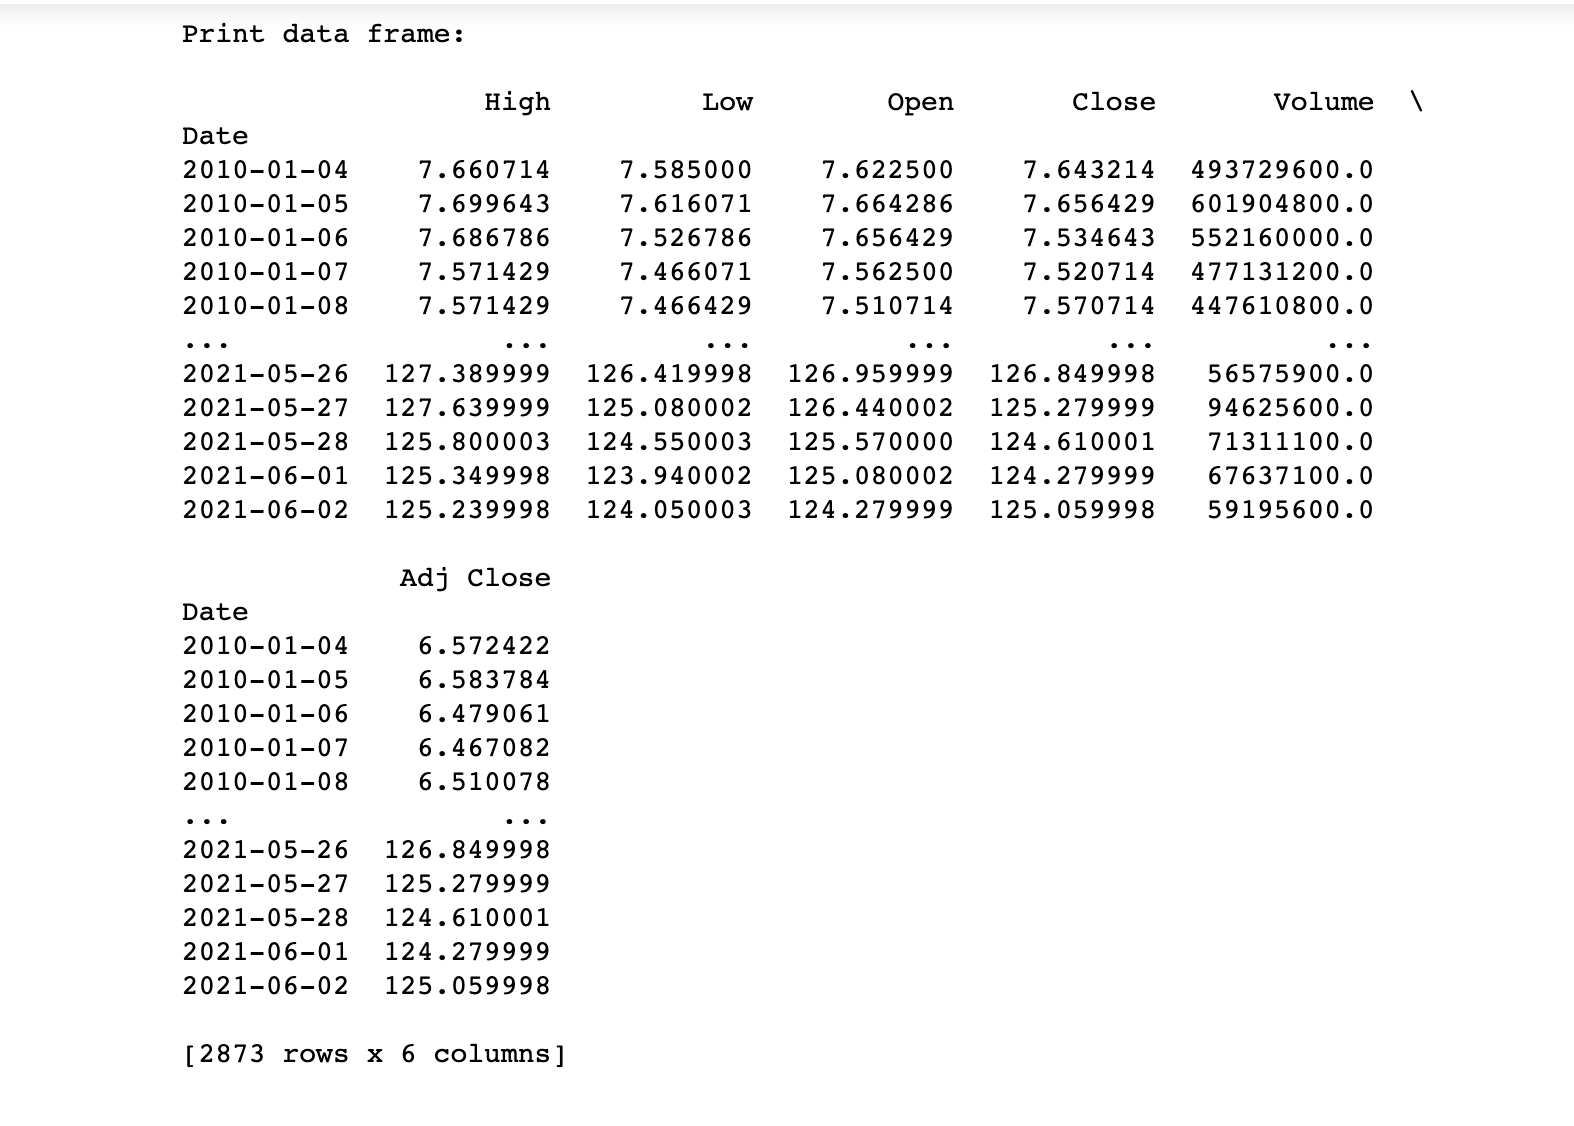 Print data frame:
High Low Open Close Volume \
Date
2010-01-04 7.660714 7.585000 7.622500 7.643214 493729600.0
2010-01-05 7.699643 7.616071 7.664286 7.656429 601904800.0
2010-01-06 7.686786 7.526786 7.656429 7.534643 552160000.0
2010-01-07 7.571429 7.466071 7.562500 7.520714 477131200.0
2010-01-08 7.571429 7.466429 7.510714 7.570714 447610800.0
... ... ... ... ... ...
2021-05-26 127.389999 126.419998 126.959999 126.849998 56575900.0
2021-05-27 127.639999 125.080002 126.440002 125.279999 94625600.0
2021-05-28 125.800003 124.550003 125.570000 124.610001 71311100.0
2021-06-01 125.349998 123.940002 125.080002 124.279999 67637100.0
2021-06-02 125.239998 124.050003 124.279999 125.059998 59195600.0
Adj Close
Date
2010-01-04 6.572422
2010-01-05 6.583784
2010-01-06 6.479061
2010-01-07 6.467082
2010-01-08 6.510078
... ...
2021-05-26 126.849998
2021-05-27 125.279999
2021-05-28 124.610001
2021-06-01 124.279999
2021-06-02 125.059998
[2873 rows x 6 columns]